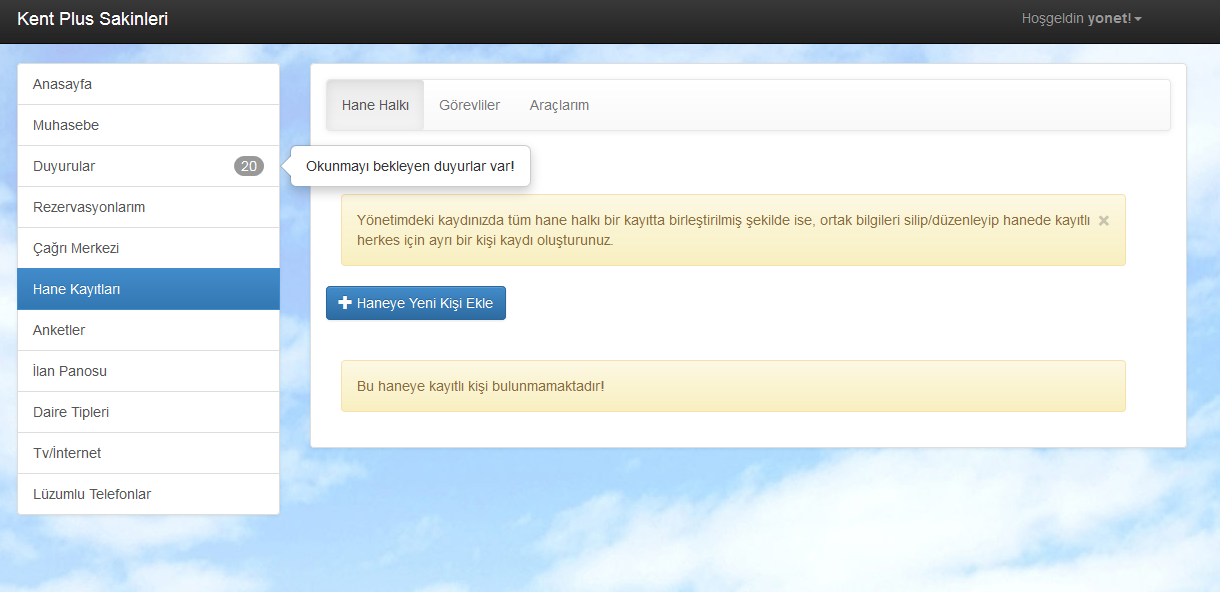 Kent Plus Sakinleri
Hoşgeldin yonet!
Anasayfa
Muhasebe
Duyurular 20
Rezervasyonlarım
Çağrı Merkezi
Hane Kayıtları
Anketler
İlan Panosu
Daire Tipleri
Tv/İnternet
Lüzumlu Telefonlar
Okunmayı bekleyen duyurlar var!
Hane Halkı Görevliler Araçlarım
Yönetimdeki kaydınızda tüm hane halkı bir kayıtta birleştirilmiş şekilde ise, ortak bilgileri silip/düzenleyip hanede kayıtlı ×
herkes için ayrı bir kişi kaydı oluşturunuz.
Haneye Yeni Kişi Ekle
Bu haneye kayıtlı kişi bulunmamaktadır!